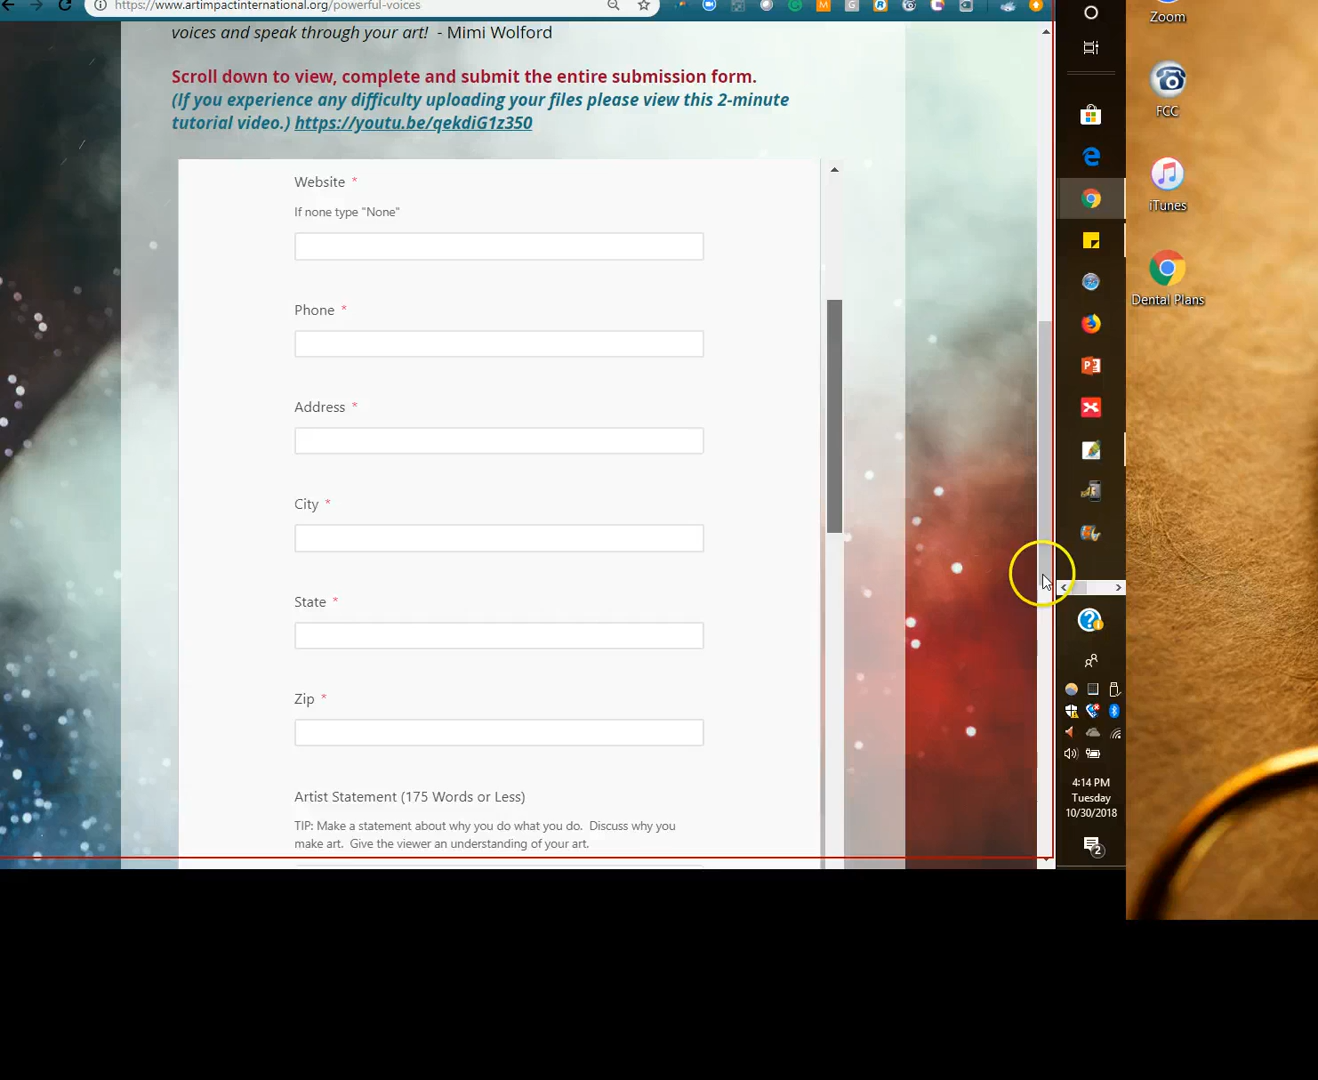 https://www.artimpactinternational.org/powerful-voices
voices and speak through your art! - Mimi Wolford
Scroll down to view, complete and submit the entire submission form.
(If you experience any difficulty uploading your files please view this 2-minute
tutorial video.) https://youtu.be/qekdiG1z350
Website *
If none type "None"
Phone *
Address *
City *
State *
Zip *
Artist Statement (175 Words or Less)
TIP: Make a statement about why you do what you do. Discuss why you
make art. Give the viewer an understanding of your art.
4:14 PM
Tuesday
10/30/2018
2
Zoom
FCC
iTunes
Dental Plans